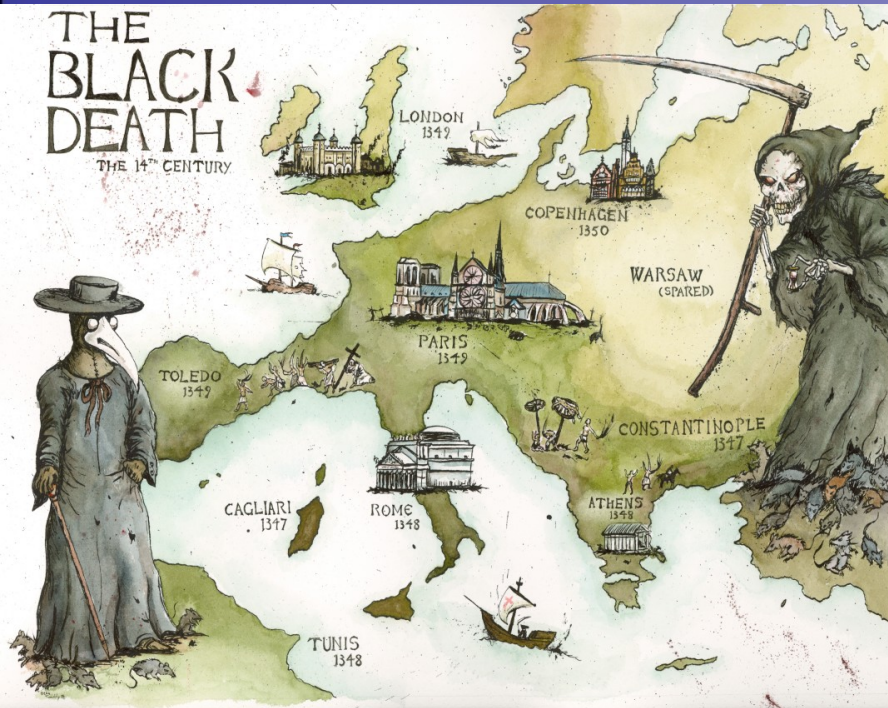 THE
BLACK
DEATH
THE 14TH CENTURY
LONDON
1349
COPENHAGEN
1350
WARSAW
(SPARED)
PARIS
1349
TOLEDO
1349
CONSTANTINOPLE
1347
CAGLIARI
1347
ROME
1348
ATHENS
1348
TUNIS
1348